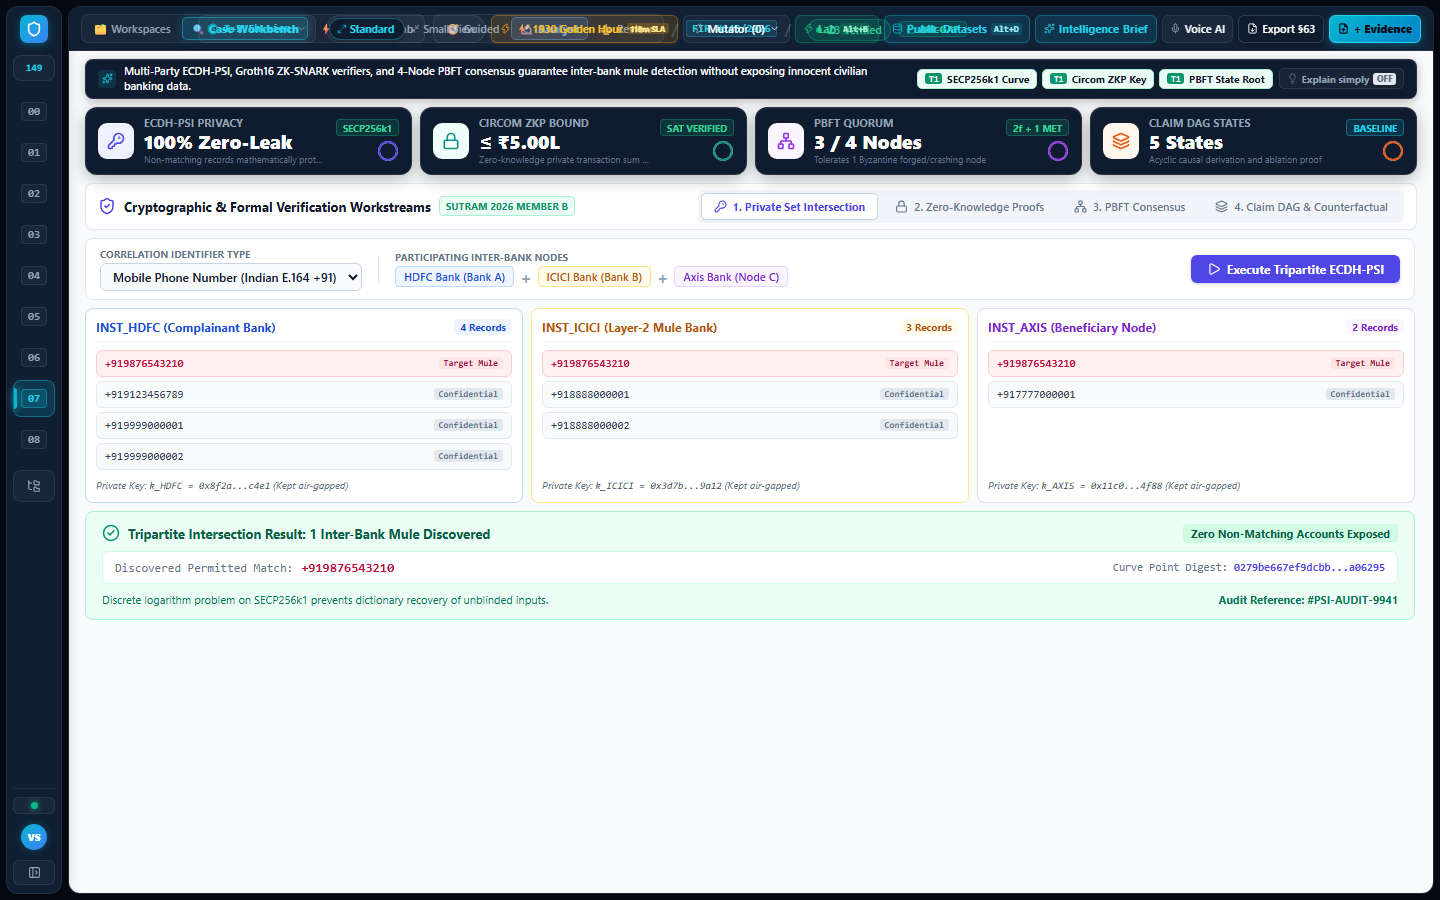 149
00
01
02
03
04
05
06
07
08
VS
Workspaces
Case Workbench
Standard
Small
Guided
1930 Golden Hour
Mutator (0)
Public Datasets Alt+D
Intelligence Brief
Voice AI
Export §63
+ Evidence
Multi-Party ECDH-PSI, Groth16 ZK-SNARK verifiers, and 4-Node PBFT consensus guarantee inter-bank mule detection without exposing innocent civilian
banking data.
T1 SECP256k1 Curve
T1 Circom ZKP Key
T1 PBFT State Root
Explain simply OFF
ECDH-PSI PRIVACY
SECP256k1
100% Zero-Leak
Non-matching records mathematically prot...
CIRCOM ZKP BOUND
SAT VERIFIED
≤ ₹5.00L
Zero-knowledge private transaction sum ...
PBFT QUORUM
2f + 1 MET
3 / 4 Nodes
Tolerates 1 Byzantine forged/crashing node
CLAIM DAG STATES
BASELINE
5 States
Acyclic causal derivation and ablation proof
Cryptographic & Formal Verification Workstreams
SUTRAM 2026 MEMBER B
1. Private Set Intersection
2. Zero-Knowledge Proofs
3. PBFT Consensus
4. Claim DAG & Counterfactual
CORRELATION IDENTIFIER TYPE
Mobile Phone Number (Indian E.164 +91)
PARTICIPATING INTER-BANK NODES
HDFC Bank (Bank A) + ICICI Bank (Bank B) + Axis Bank (Node C)
Execute Tripartite ECDH-PSI
INST_HDFC (Complainant Bank)
4 Records
+919876543210 Target Mule
+919123456789 Confidential
+919999000001 Confidential
+919999000002 Confidential
Private Key: k_HDFC = 0x8f2a...c4e1 (Kept air-gapped)
INST_ICICI (Layer-2 Mule Bank)
3 Records
+919876543210 Target Mule
+918888000001 Confidential
+918888000002 Confidential
Private Key: k_ICICI = 0x3d7b...9a12 (Kept air-gapped)
INST_AXIS (Beneficiary Node)
2 Records
+919876543210 Target Mule
+917777000001 Confidential
Private Key: k_AXIS = 0x11c0...4f88 (Kept air-gapped)
Tripartite Intersection Result: 1 Inter-Bank Mule Discovered
Zero Non-Matching Accounts Exposed
Discovered Permitted Match: +919876543210
Curve Point Digest: 0279be667ef9dcbb...a06295
Discrete logarithm problem on SECP256k1 prevents dictionary recovery of unblinded inputs.
Audit Reference: #PSI-AUDIT-9941